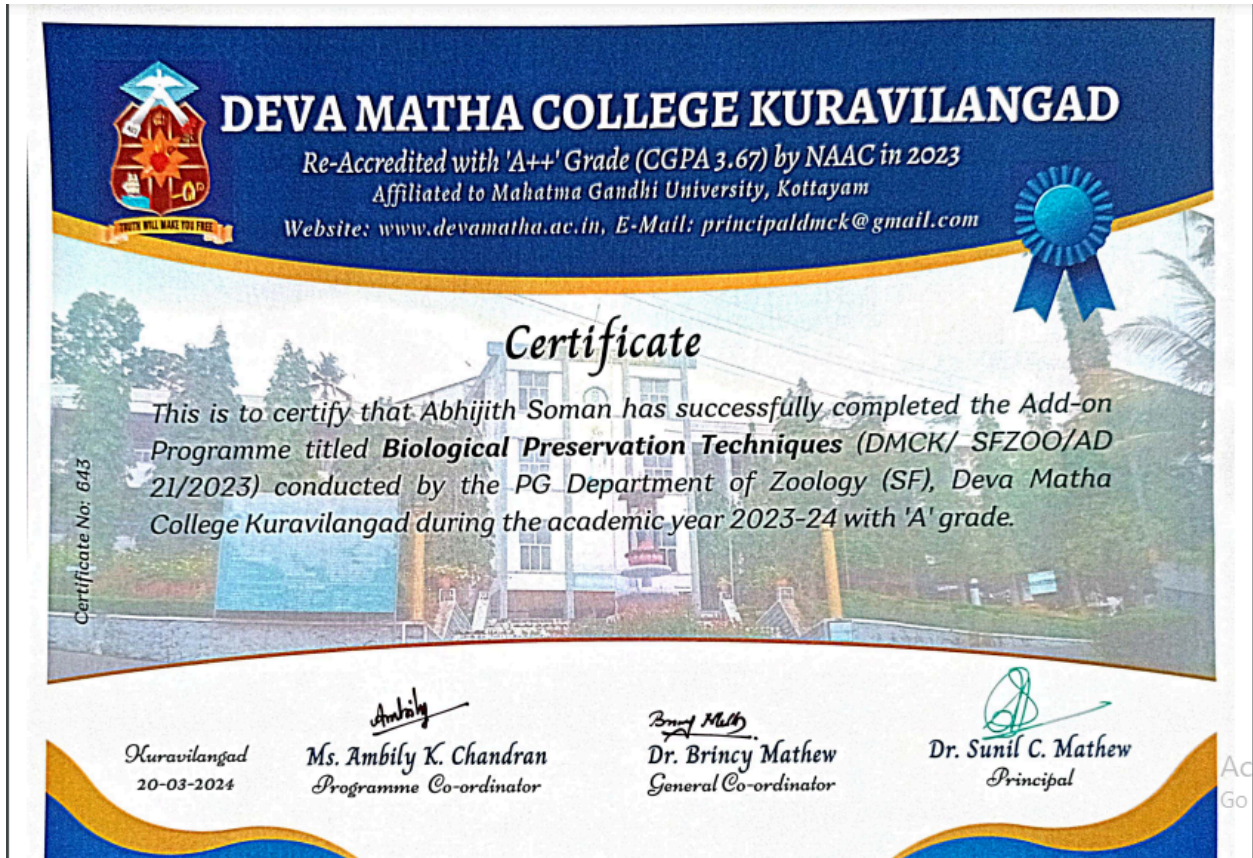 DEVA MATHA COLLEGE KURAVILANGAD
Re-Accredited with 'A++' Grade (CGPA 3.67) by NAAC in 2023
Affiliated to Mahatma Gandhi University, Kottayam
Website: www.devamatha.ac.in, E-Mail: principaldmck@gmail.com
TRUTH WILL MAKE YOU FREE
Certificate
This is to certify that Abhijith Soman has successfully completed the Add-on
Programme titled Biological Preservation Techniques (DMCK/ SFZOO/AD
21/2023) conducted by the PG Department of Zoology (SF), Deva Matha
College Kuravilangad during the academic year 2023-24 with 'A' grade.
Certificate No: 643
Ambily
Kuravilangad
20-03-2024
Ms. Ambily K. Chandran
Programme Co-ordinator
Dr. Brincy Mathew
General Co-ordinator
Dr. Sunil C. Mathew
Principal
Ac
Go